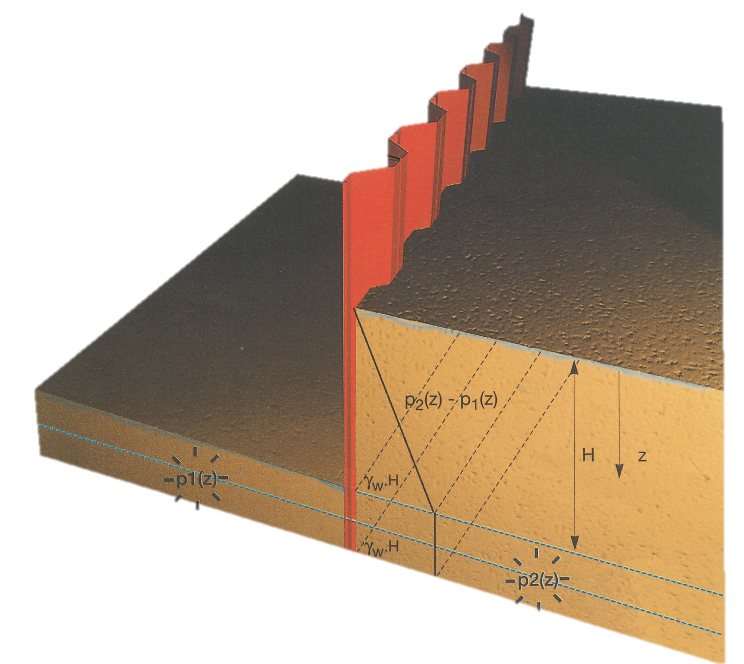 p₂(z) - p₁(z)
H
z
p1(z)
γw.H
γw.H
p2(z)